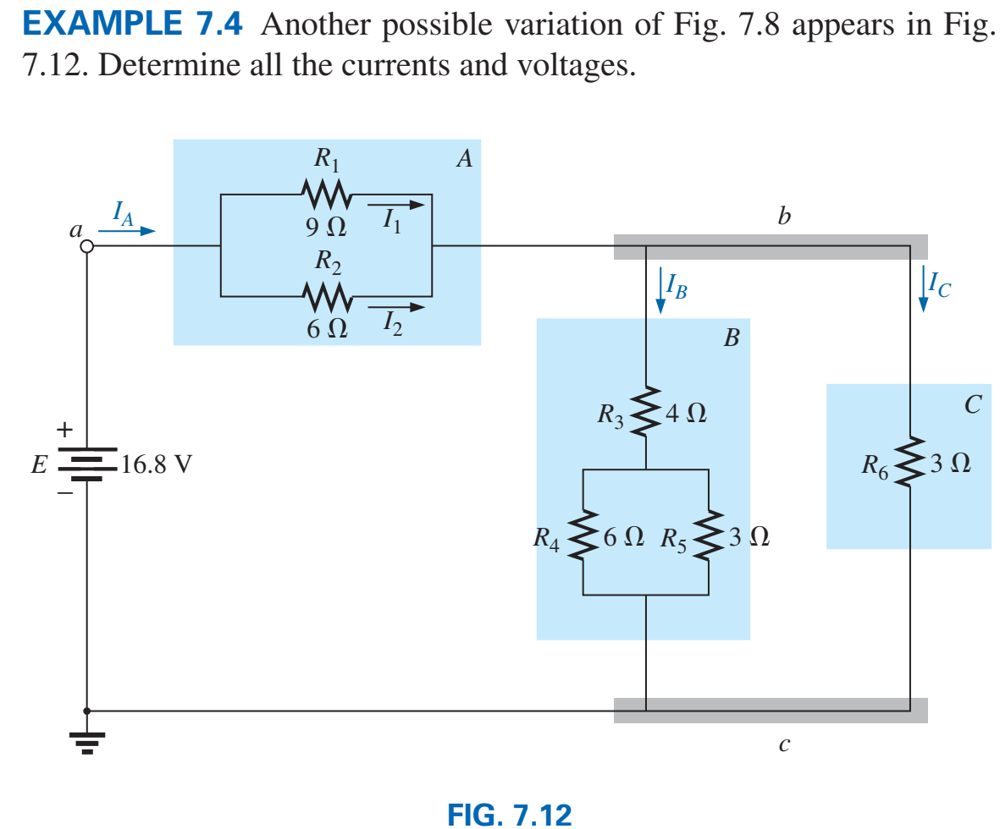 EXAMPLE 7.4 Another possible variation of Fig. 7.8 appears in Fig.
7.12. Determine all the currents and voltages.
R1
A
9 Ω
I1
IA
a
b
R2
6 Ω
I2
IB
IC
B
R3
4 Ω
C
+
E
16.8 V
–
R6
3 Ω
R4
6 Ω
R5
3 Ω
c
FIG. 7.12